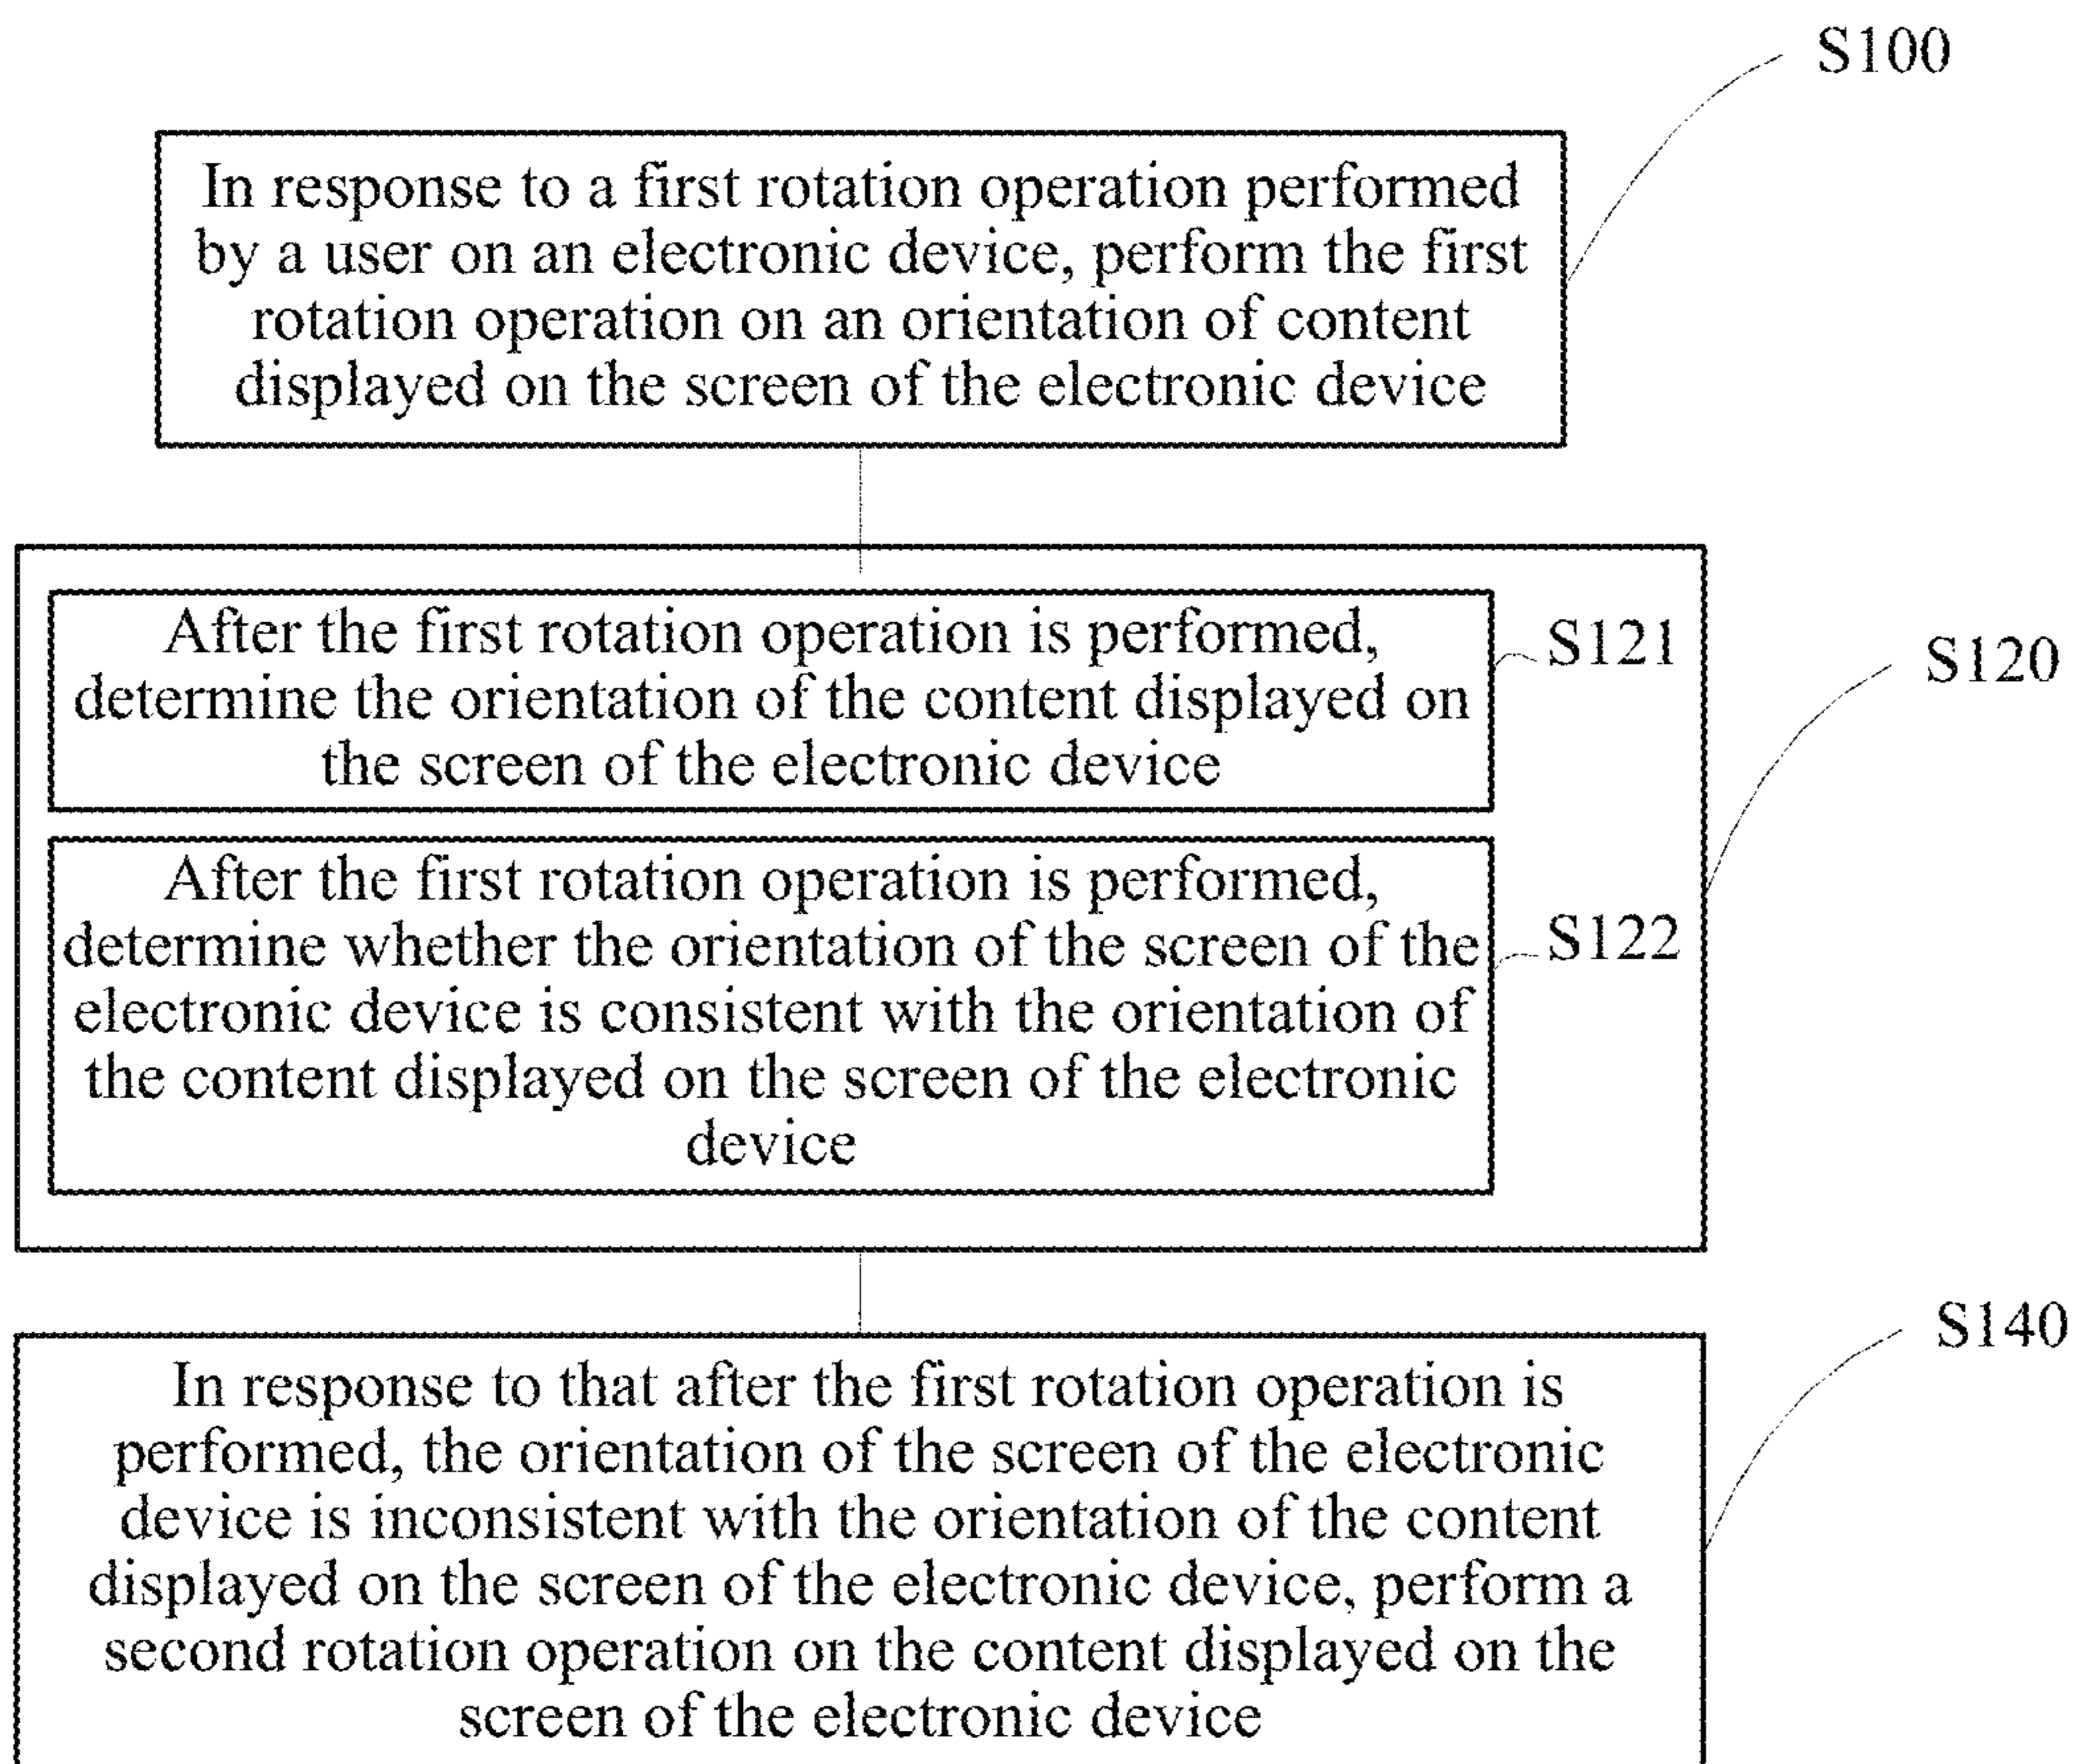 S100
In response to a first rotation operation performed
by a user on an electronic device, perform the first
rotation operation on an orientation of content
displayed on the screen of the electronic device
After the first rotation operation is performed,
determine the orientation of the content displayed on
the screen of the electronic device
S121
S120
After the first rotation operation is performed,
determine whether the orientation of the screen of the
electronic device is consistent with the orientation of
the content displayed on the screen of the electronic
device
S122
S140
In response to that after the first rotation operation is
performed, the orientation of the screen of the electronic
device is inconsistent with the orientation of the content
displayed on the screen of the electronic device, perform a
second rotation operation on the content displayed on the
screen of the electronic device